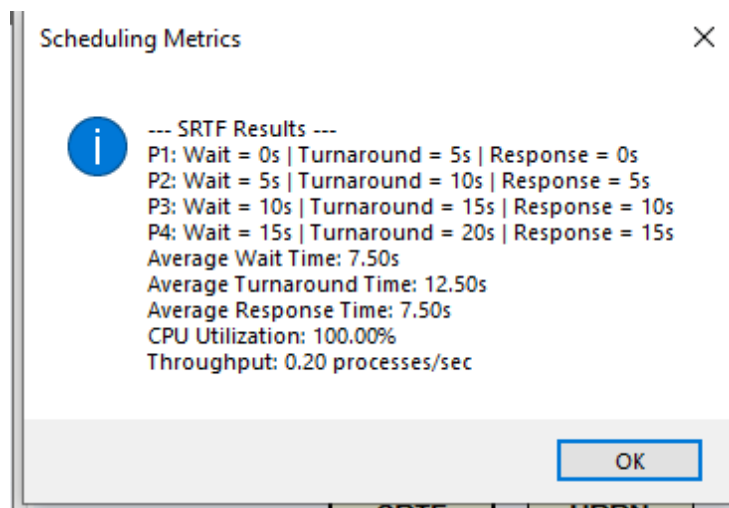 Scheduling Metrics
--- SRTF Results ---
P1: Wait = 0s | Turnaround = 5s | Response = 0s
P2: Wait = 5s | Turnaround = 10s | Response = 5s
P3: Wait = 10s | Turnaround = 15s | Response = 10s
P4: Wait = 15s | Turnaround = 20s | Response = 15s
Average Wait Time: 7.50s
Average Turnaround Time: 12.50s
Average Response Time: 7.50s
CPU Utilization: 100.00%
Throughput: 0.20 processes/sec
OK